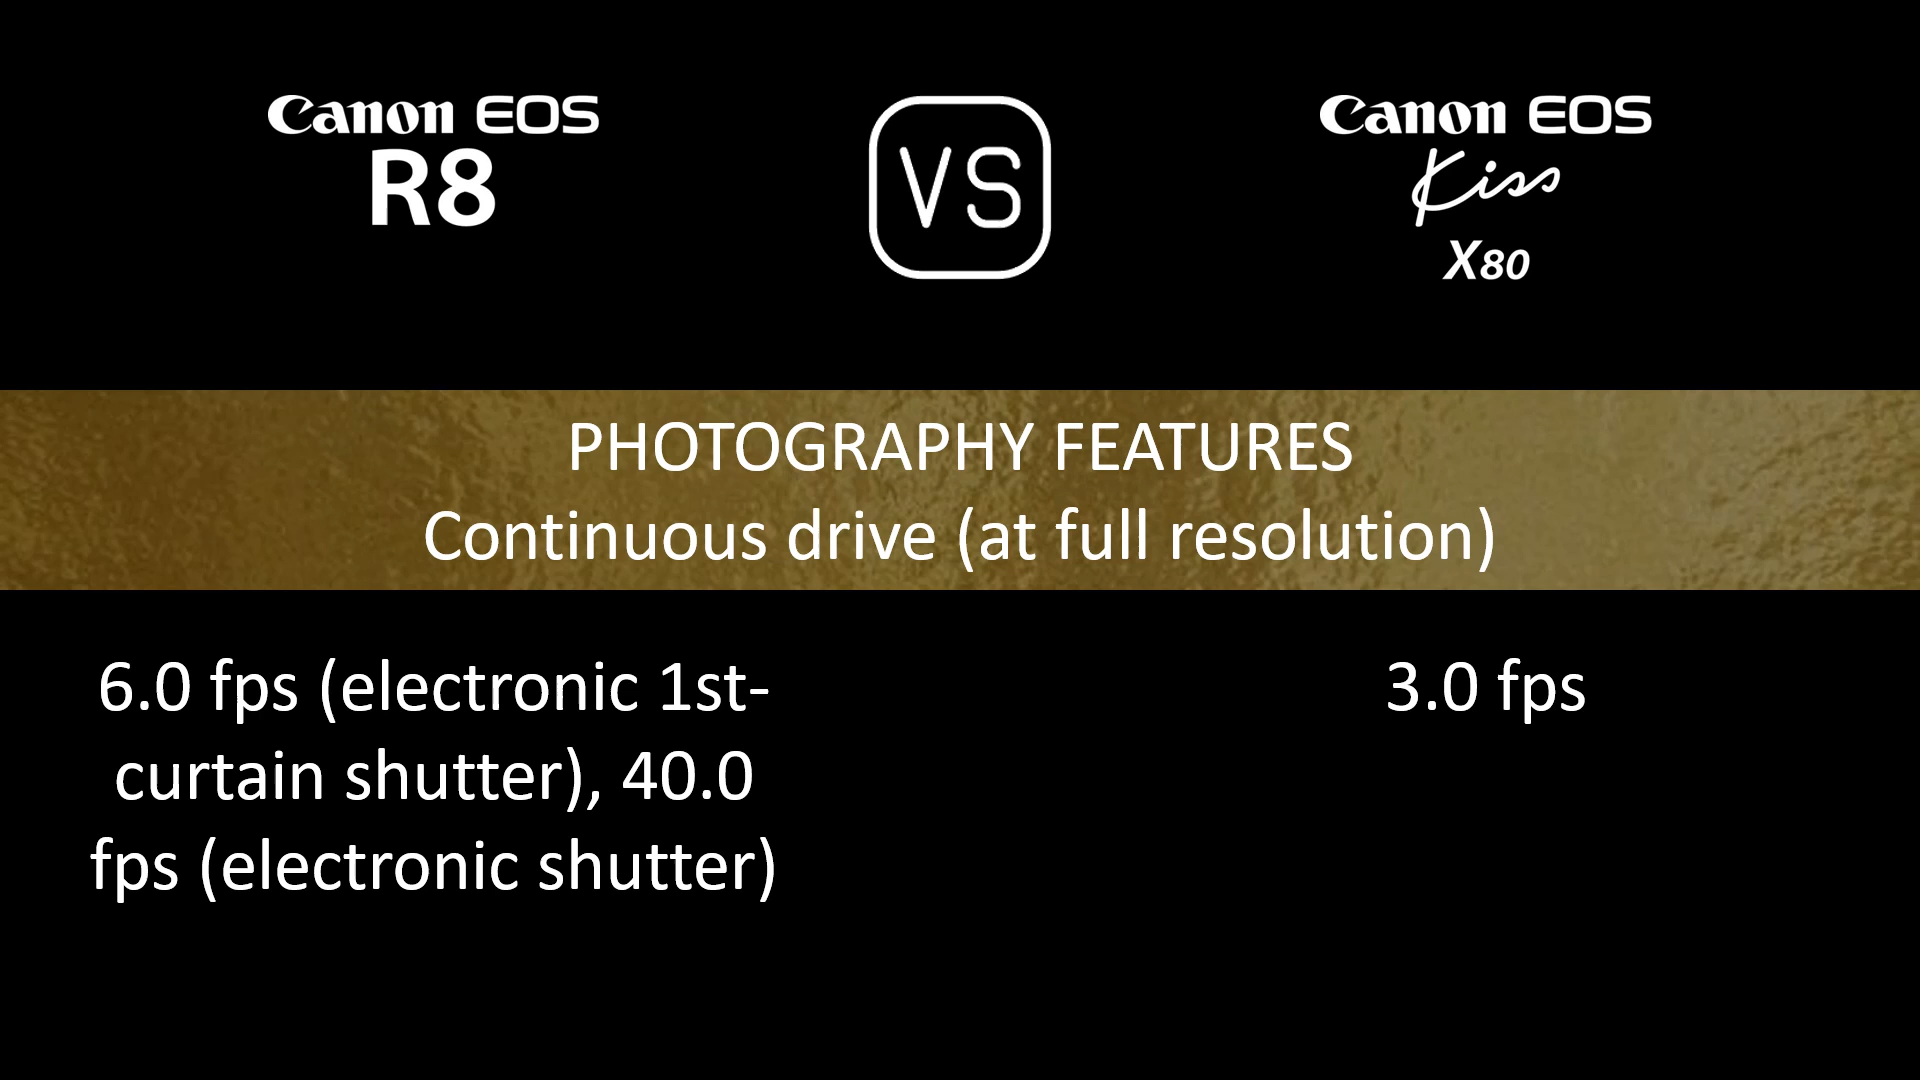 Canon EOS
R8
VS
Canon EOS
Kiss
X80
PHOTOGRAPHY FEATURES
Continuous drive (at full resolution)
6.0 fps (electronic 1st-
curtain shutter), 40.0
fps (electronic shutter)
3.0 fps